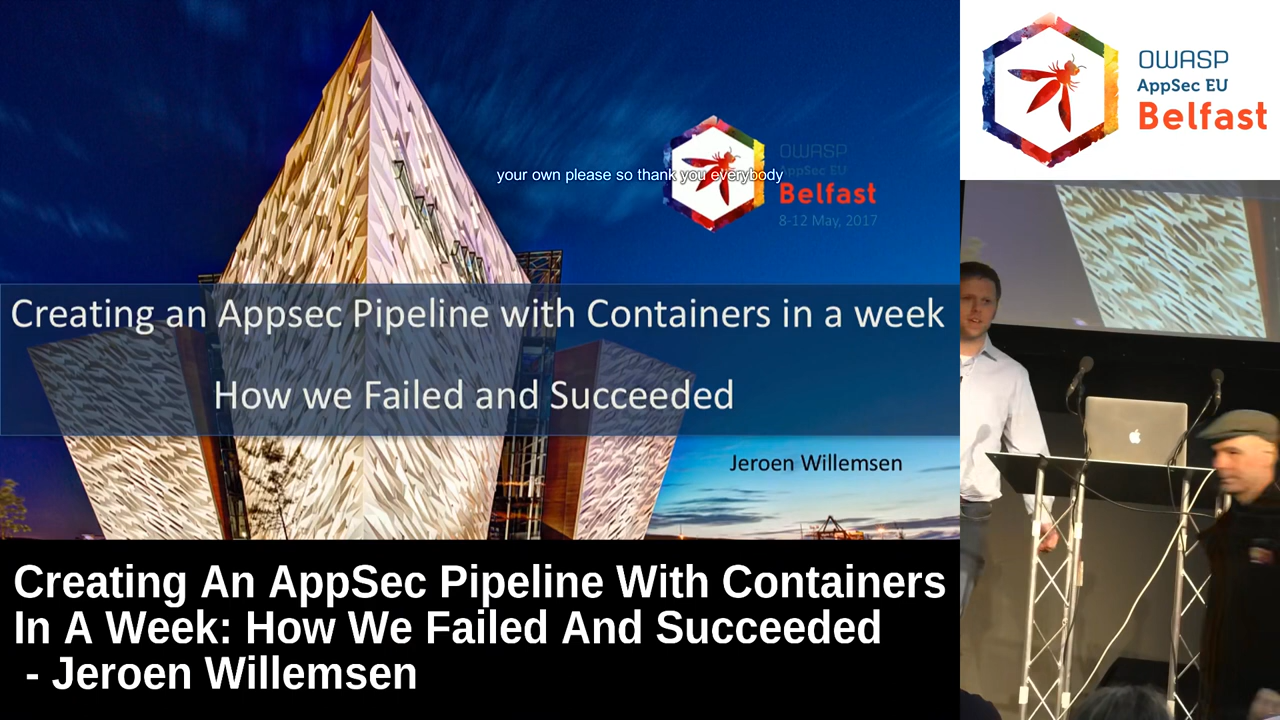 OWASP
AppSec EU
Belfast
8-12 May, 2017
your own please so thank you everybody
Creating an Appsec Pipeline with Containers in a week
How we Failed and Succeeded
Jeroen Willemsen
Creating An AppSec Pipeline With Containers
In A Week: How We Failed And Succeeded
- Jeroen Willemsen
OWASP
AppSec EU
Belfast